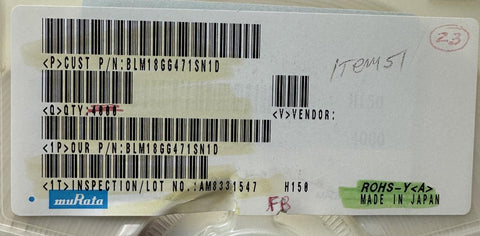 23
<P>CUST P/N:BLM18GG471SN1D
Item 51
<Q>QTY:4000
<V>VENDOR:
<1P>OUR P/N:BLM18GG471SN1D
<1T>INSPECTION/LOT NO.:AM8331547 H150 ROHS-Y<A>
muRata FB MADE IN JAPAN
H150
4000